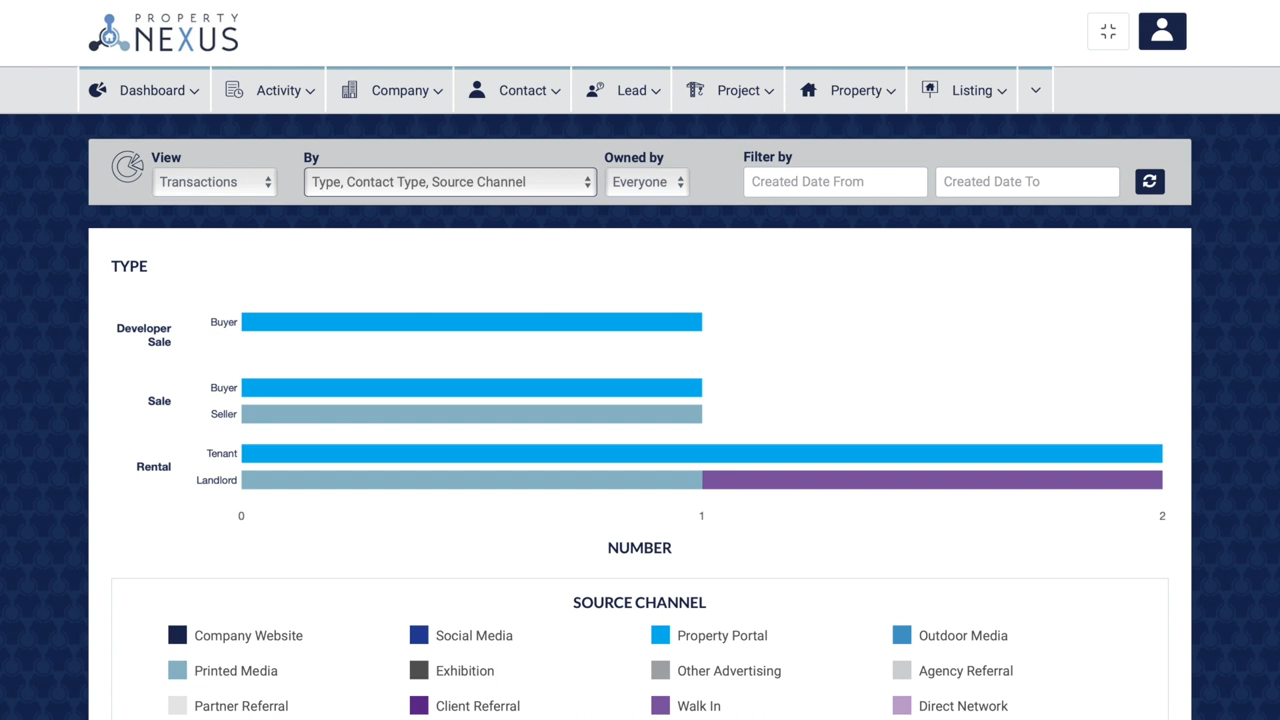 PROPERTY
NEXUS
Dashboard Activity Company Contact Lead Project Property Listing
View By Owned by Filter by
Transactions Type, Contact Type, Source Channel Everyone Created Date From Created Date To
TYPE
Developer Sale
Buyer
Sale
Buyer
Seller
Rental
Tenant
Landlord
0 1 2
NUMBER
SOURCE CHANNEL
Company Website Social Media Property Portal Outdoor Media
Printed Media Exhibition Other Advertising Agency Referral
Partner Referral Client Referral Walk In Direct Network